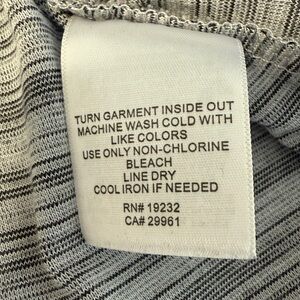 TURN GARMENT INSIDE OUT
MACHINE WASH COLD WITH
LIKE COLORS
USE ONLY NON-CHLORINE
BLEACH
LINE DRY
COOL IRON IF NEEDED
RN# 19232
CA# 29961